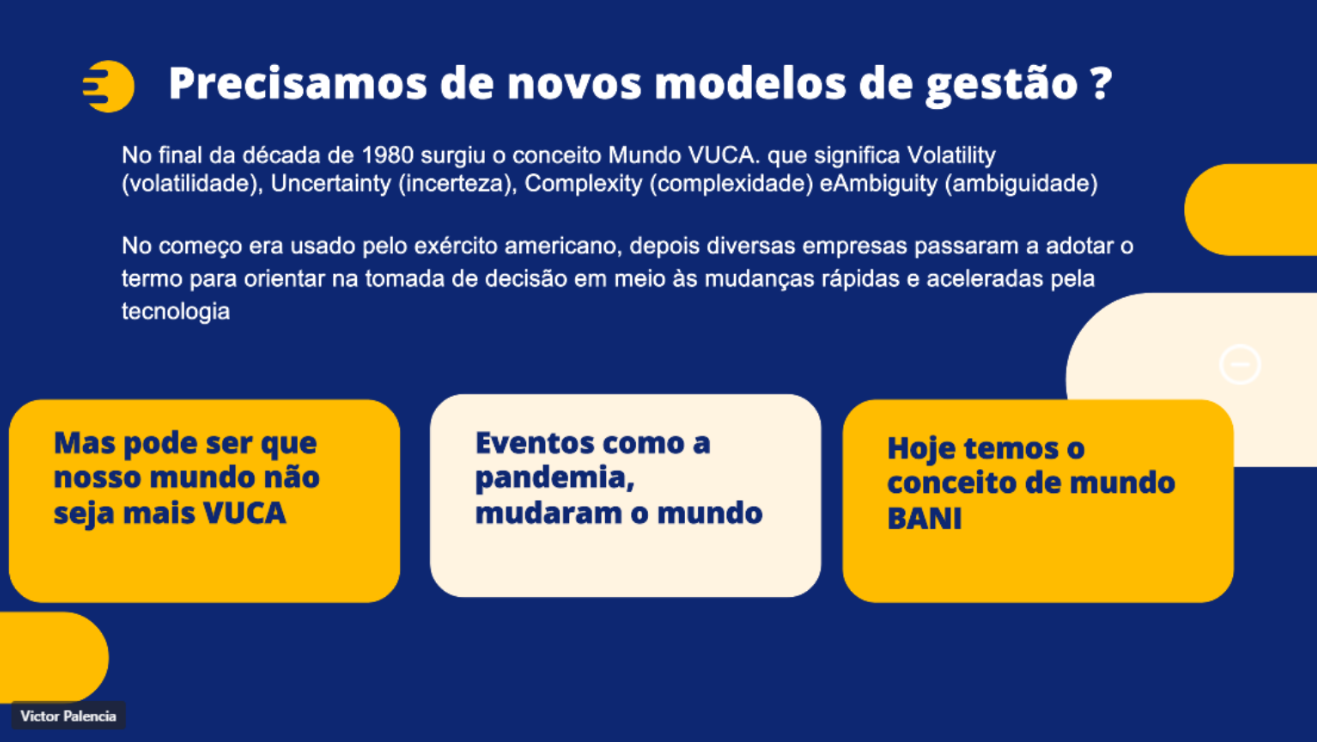 Precisamos de novos modelos de gestão ?
No final da década de 1980 surgiu o conceito Mundo VUCA. que significa Volatility
(volatilidade), Uncertainty (incerteza), Complexity (complexidade) eAmbiguity (ambiguidade)
No começo era usado pelo exército americano, depois diversas empresas passaram a adotar o
termo para orientar na tomada de decisão em meio às mudanças rápidas e aceleradas pela
tecnologia
Mas pode ser que
nosso mundo não
seja mais VUCA
Eventos como a
pandemia,
mudaram o mundo
Hoje temos o
conceito de mundo
BANI
Victor Palencia